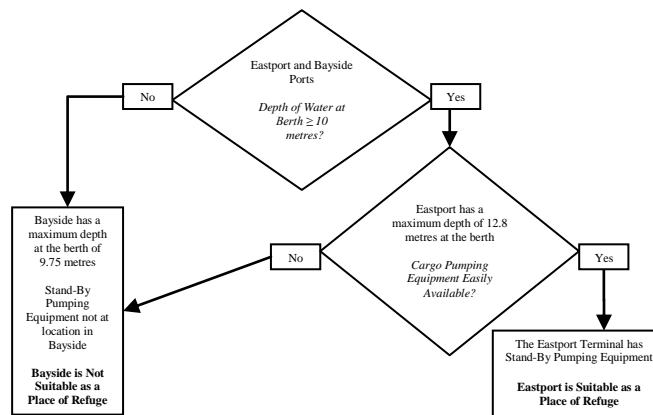 Eastport and Bayside
Ports
Depth of Water at
Berth ≥ 10
metres?
No
Yes
Bayside has a
maximum depth
at the berth of
9.75 metres
Stand-By
Pumping
Equipment not at
location in
Bayside
Bayside is Not
Suitable as a
Place of Refuge
Eastport has a
maximum depth of 12.8
metres at the berth
Cargo Pumping
Equipment Easily
Available?
No
Yes
The Eastport Terminal has
Stand-By Pumping Equipment
Eastport is Suitable as a
Place of Refuge